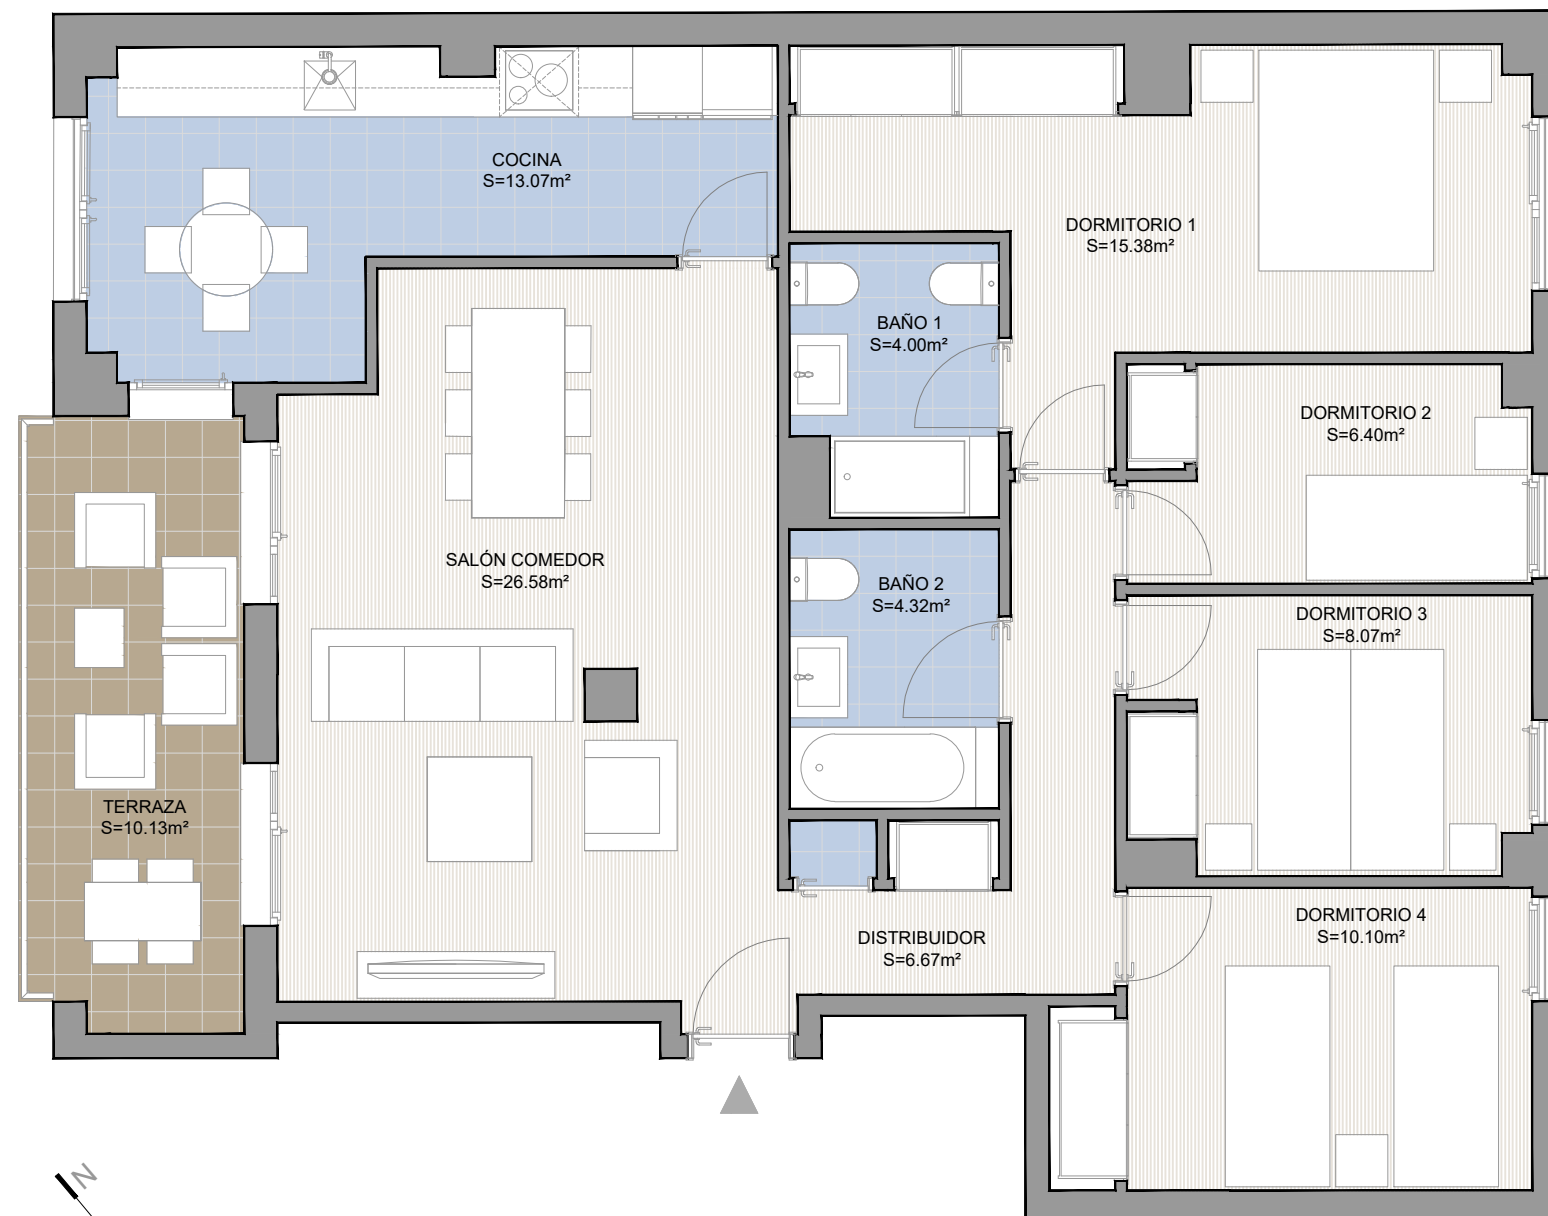 COCINA
S=13.07m²
DORMITORIO 1
S=15.38m²
BAÑO 1
S=4.00m²
DORMITORIO 2
S=6.40m²
SALÓN COMEDOR
S=26.58m²
BAÑO 2
S=4.32m²
DORMITORIO 3
S=8.07m²
TERRAZA
S=10.13m²
DISTRIBUIDOR
S=6.67m²
DORMITORIO 4
S=10.10m²
N